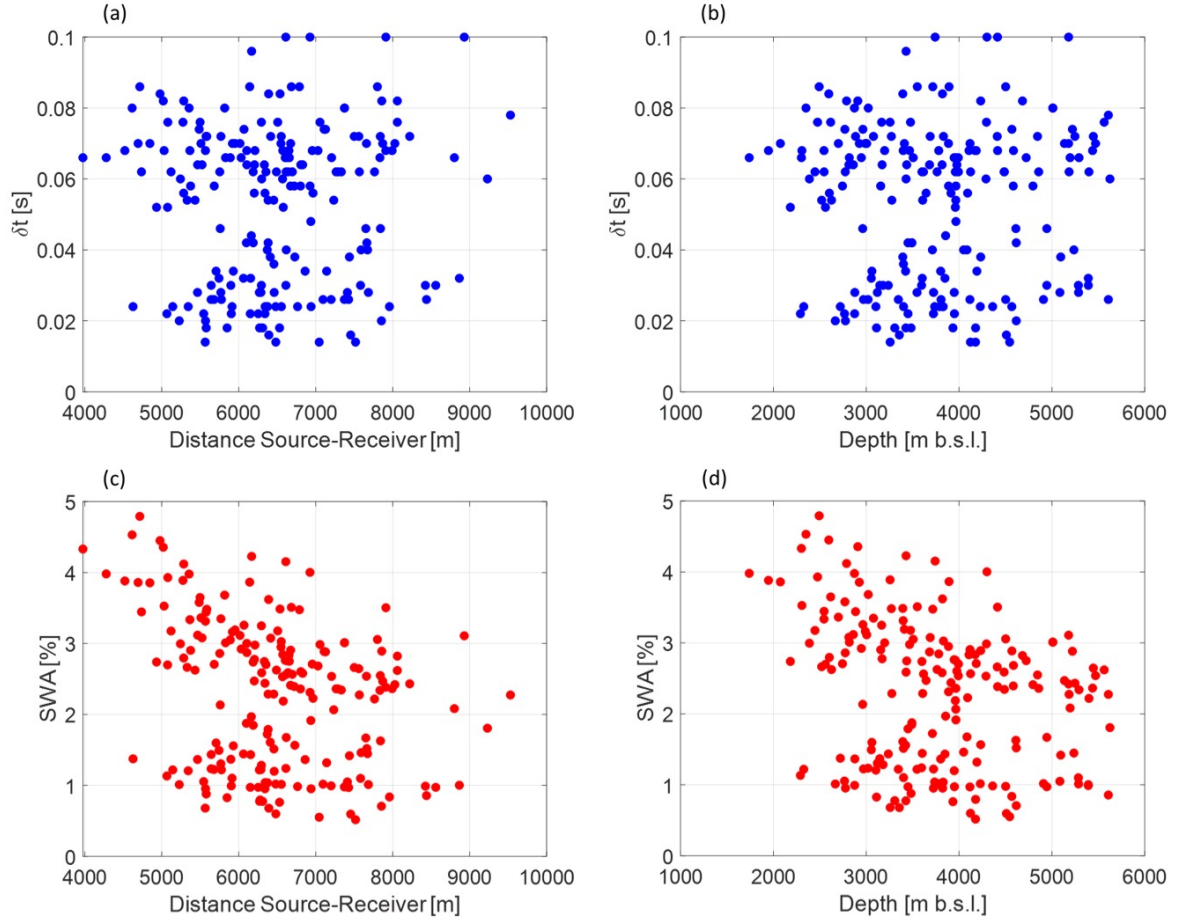 (a)
(b)
0.1
0.08
0.06
0.04
0.02
0
δt [s]
4000 5000 6000 7000 8000 9000 10000
Distance Source-Receiver [m]
0.1
0.08
0.06
0.04
0.02
0
δt [s]
1000 2000 3000 4000 5000 6000
Depth [m b.s.l.]
(c)
(d)
5
4
3
2
1
0
SWA [%]
4000 5000 6000 7000 8000 9000 10000
Distance Source-Receiver [m]
5
4
3
2
1
0
SWA [%]
1000 2000 3000 4000 5000 6000
Depth [m b.s.l.]